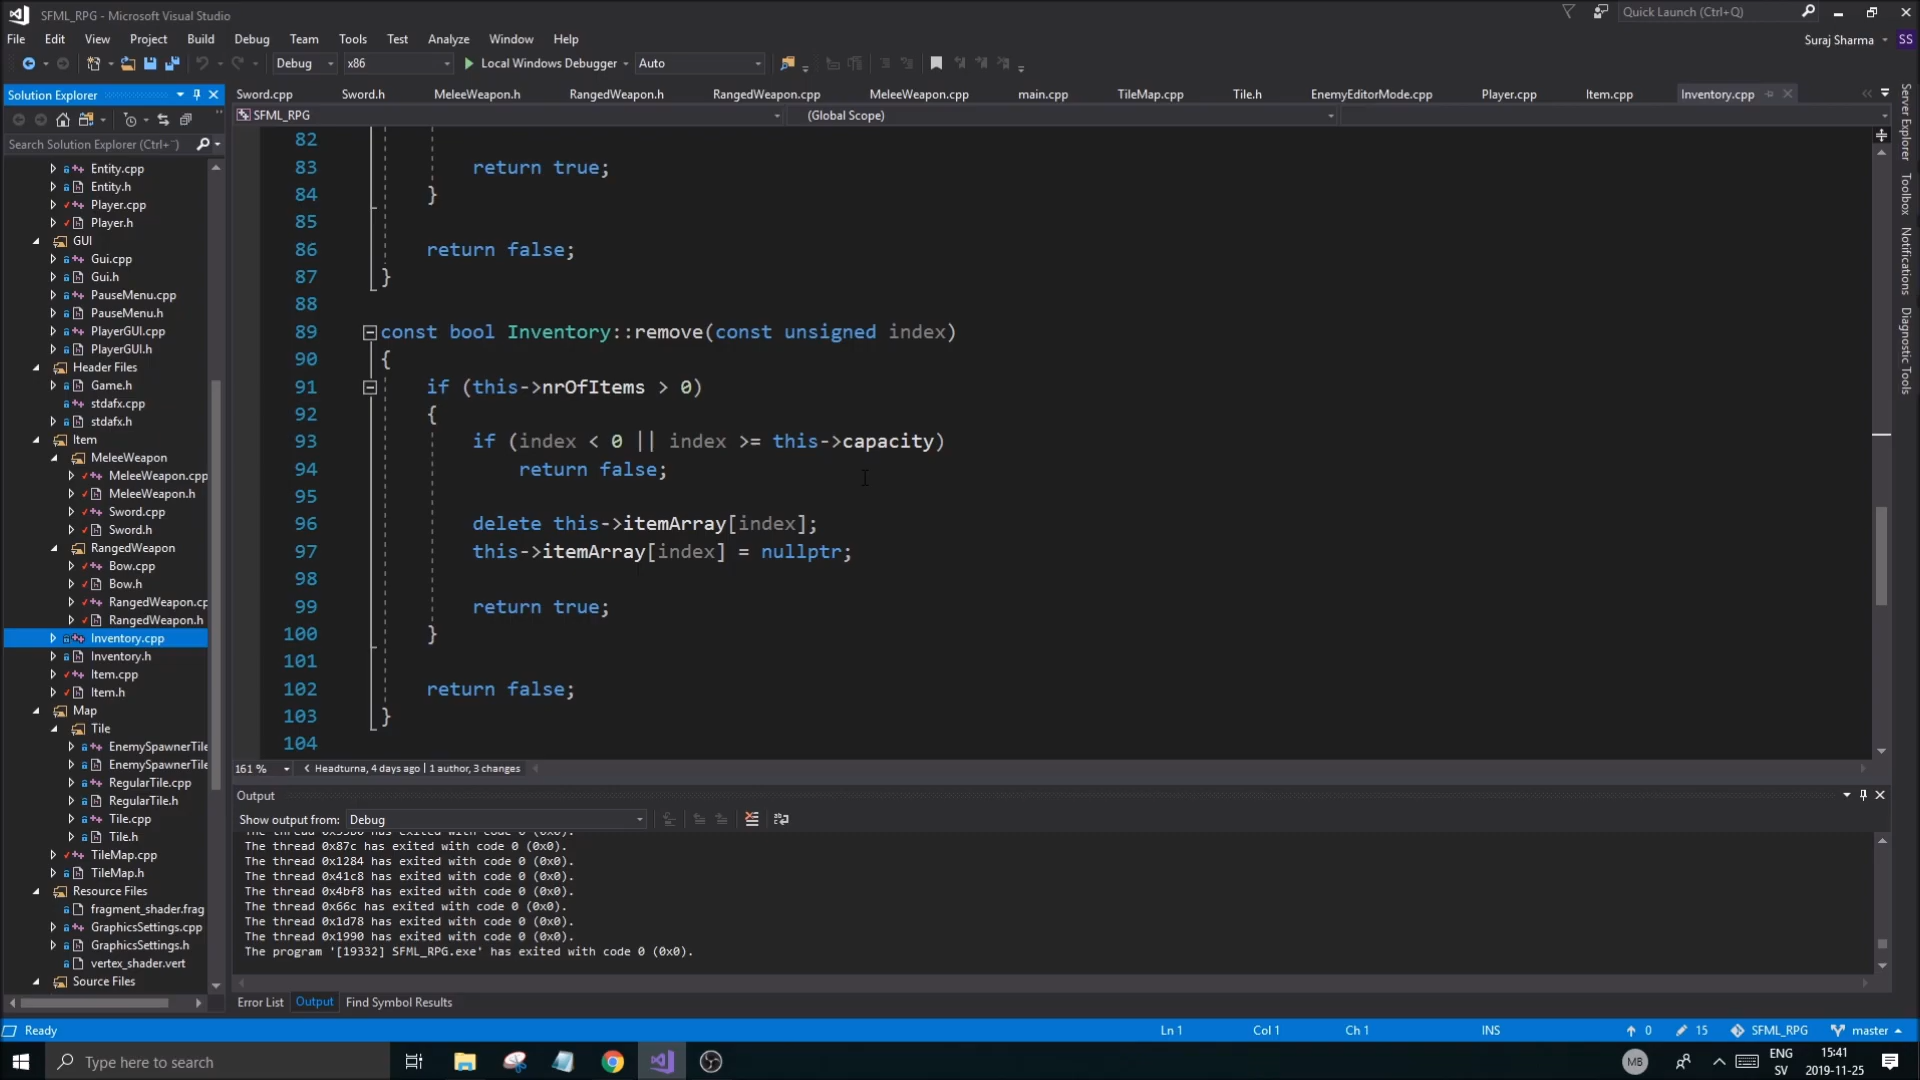 SFML_RPG - Microsoft Visual Studio
Quick Launch (Ctrl+Q)
File Edit View Project Build Debug Team Tools Test Analyze Window Help
Suraj Sharma SS
Debug x86 Local Windows Debugger Auto
Solution Explorer
Sword.cpp Sword.h MeleeWeapon.h RangedWeapon.h RangedWeapon.cpp MeleeWeapon.cpp main.cpp TileMap.cpp Tile.h EnemyEditorMode.cpp Player.cpp Item.cpp Inventory.cpp
SFML_RPG (Global Scope)
Search Solution Explorer (Ctrl+¨)
Entity.cpp
Entity.h
Player.cpp
Player.h
GUI
Gui.cpp
Gui.h
PauseMenu.cpp
PauseMenu.h
PlayerGUI.cpp
PlayerGUI.h
Header Files
Game.h
stdafx.cpp
stdafx.h
Item
MeleeWeapon
MeleeWeapon.cpp
MeleeWeapon.h
Sword.cpp
Sword.h
RangedWeapon
Bow.cpp
Bow.h
RangedWeapon.cp
RangedWeapon.h
Inventory.cpp
Inventory.h
Item.cpp
Item.h
Map
Tile
EnemySpawnerTile
EnemySpawnerTile
RegularTile.cpp
RegularTile.h
Tile.cpp
Tile.h
TileMap.cpp
TileMap.h
Resource Files
fragment_shader.frag
GraphicsSettings.cpp
GraphicsSettings.h
vertex_shader.vert
Source Files
82
83 return true;
84 }
85
86 return false;
87 }
88
89 const bool Inventory::remove(const unsigned index)
90 {
91 if (this->nrOfItems > 0)
92 {
93 if (index < 0 || index >= this->capacity)
94 return false;
95
96 delete this->itemArray[index];
97 this->itemArray[index] = nullptr;
98
99 return true;
100 }
101
102 return false;
103 }
104
161 % Headturna, 4 days ago | 1 author, 3 changes
Output
Show output from: Debug
The thread 0x87c has exited with code 0 (0x0).
The thread 0x1284 has exited with code 0 (0x0).
The thread 0x41c8 has exited with code 0 (0x0).
The thread 0x4bf8 has exited with code 0 (0x0).
The thread 0x66c has exited with code 0 (0x0).
The thread 0x1d78 has exited with code 0 (0x0).
The thread 0x1990 has exited with code 0 (0x0).
The program '[19332] SFML_RPG.exe' has exited with code 0 (0x0).
Error List Output Find Symbol Results
Server Explorer
Toolbox
Notifications
Diagnostic Tools
Ready Ln 1 Col 1 Ch 1 INS 0 15 SFML_RPG master
Type here to search
MB
ENG
SV
15:41
2019-11-25